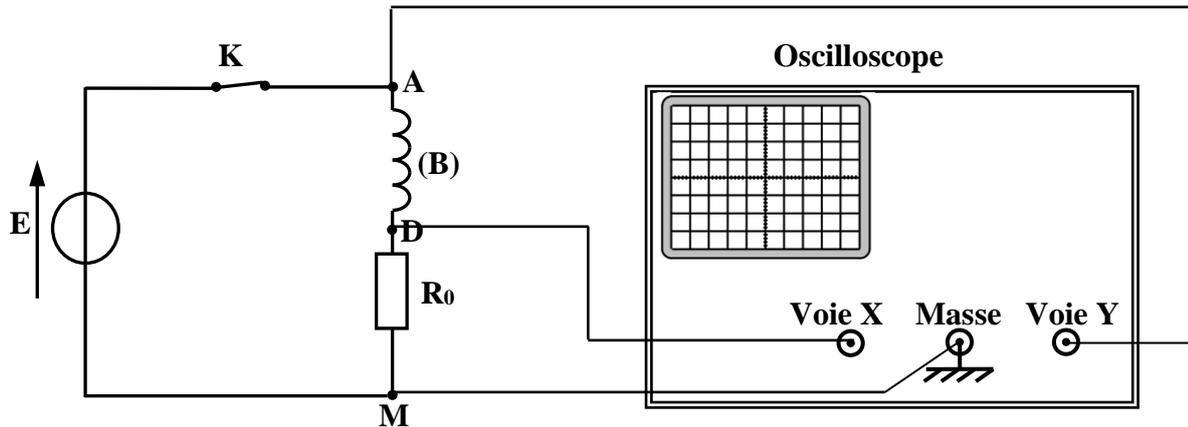 K
Oscilloscope
A
(B)
E
D
R₀
Voie X
Masse
Voie Y
M